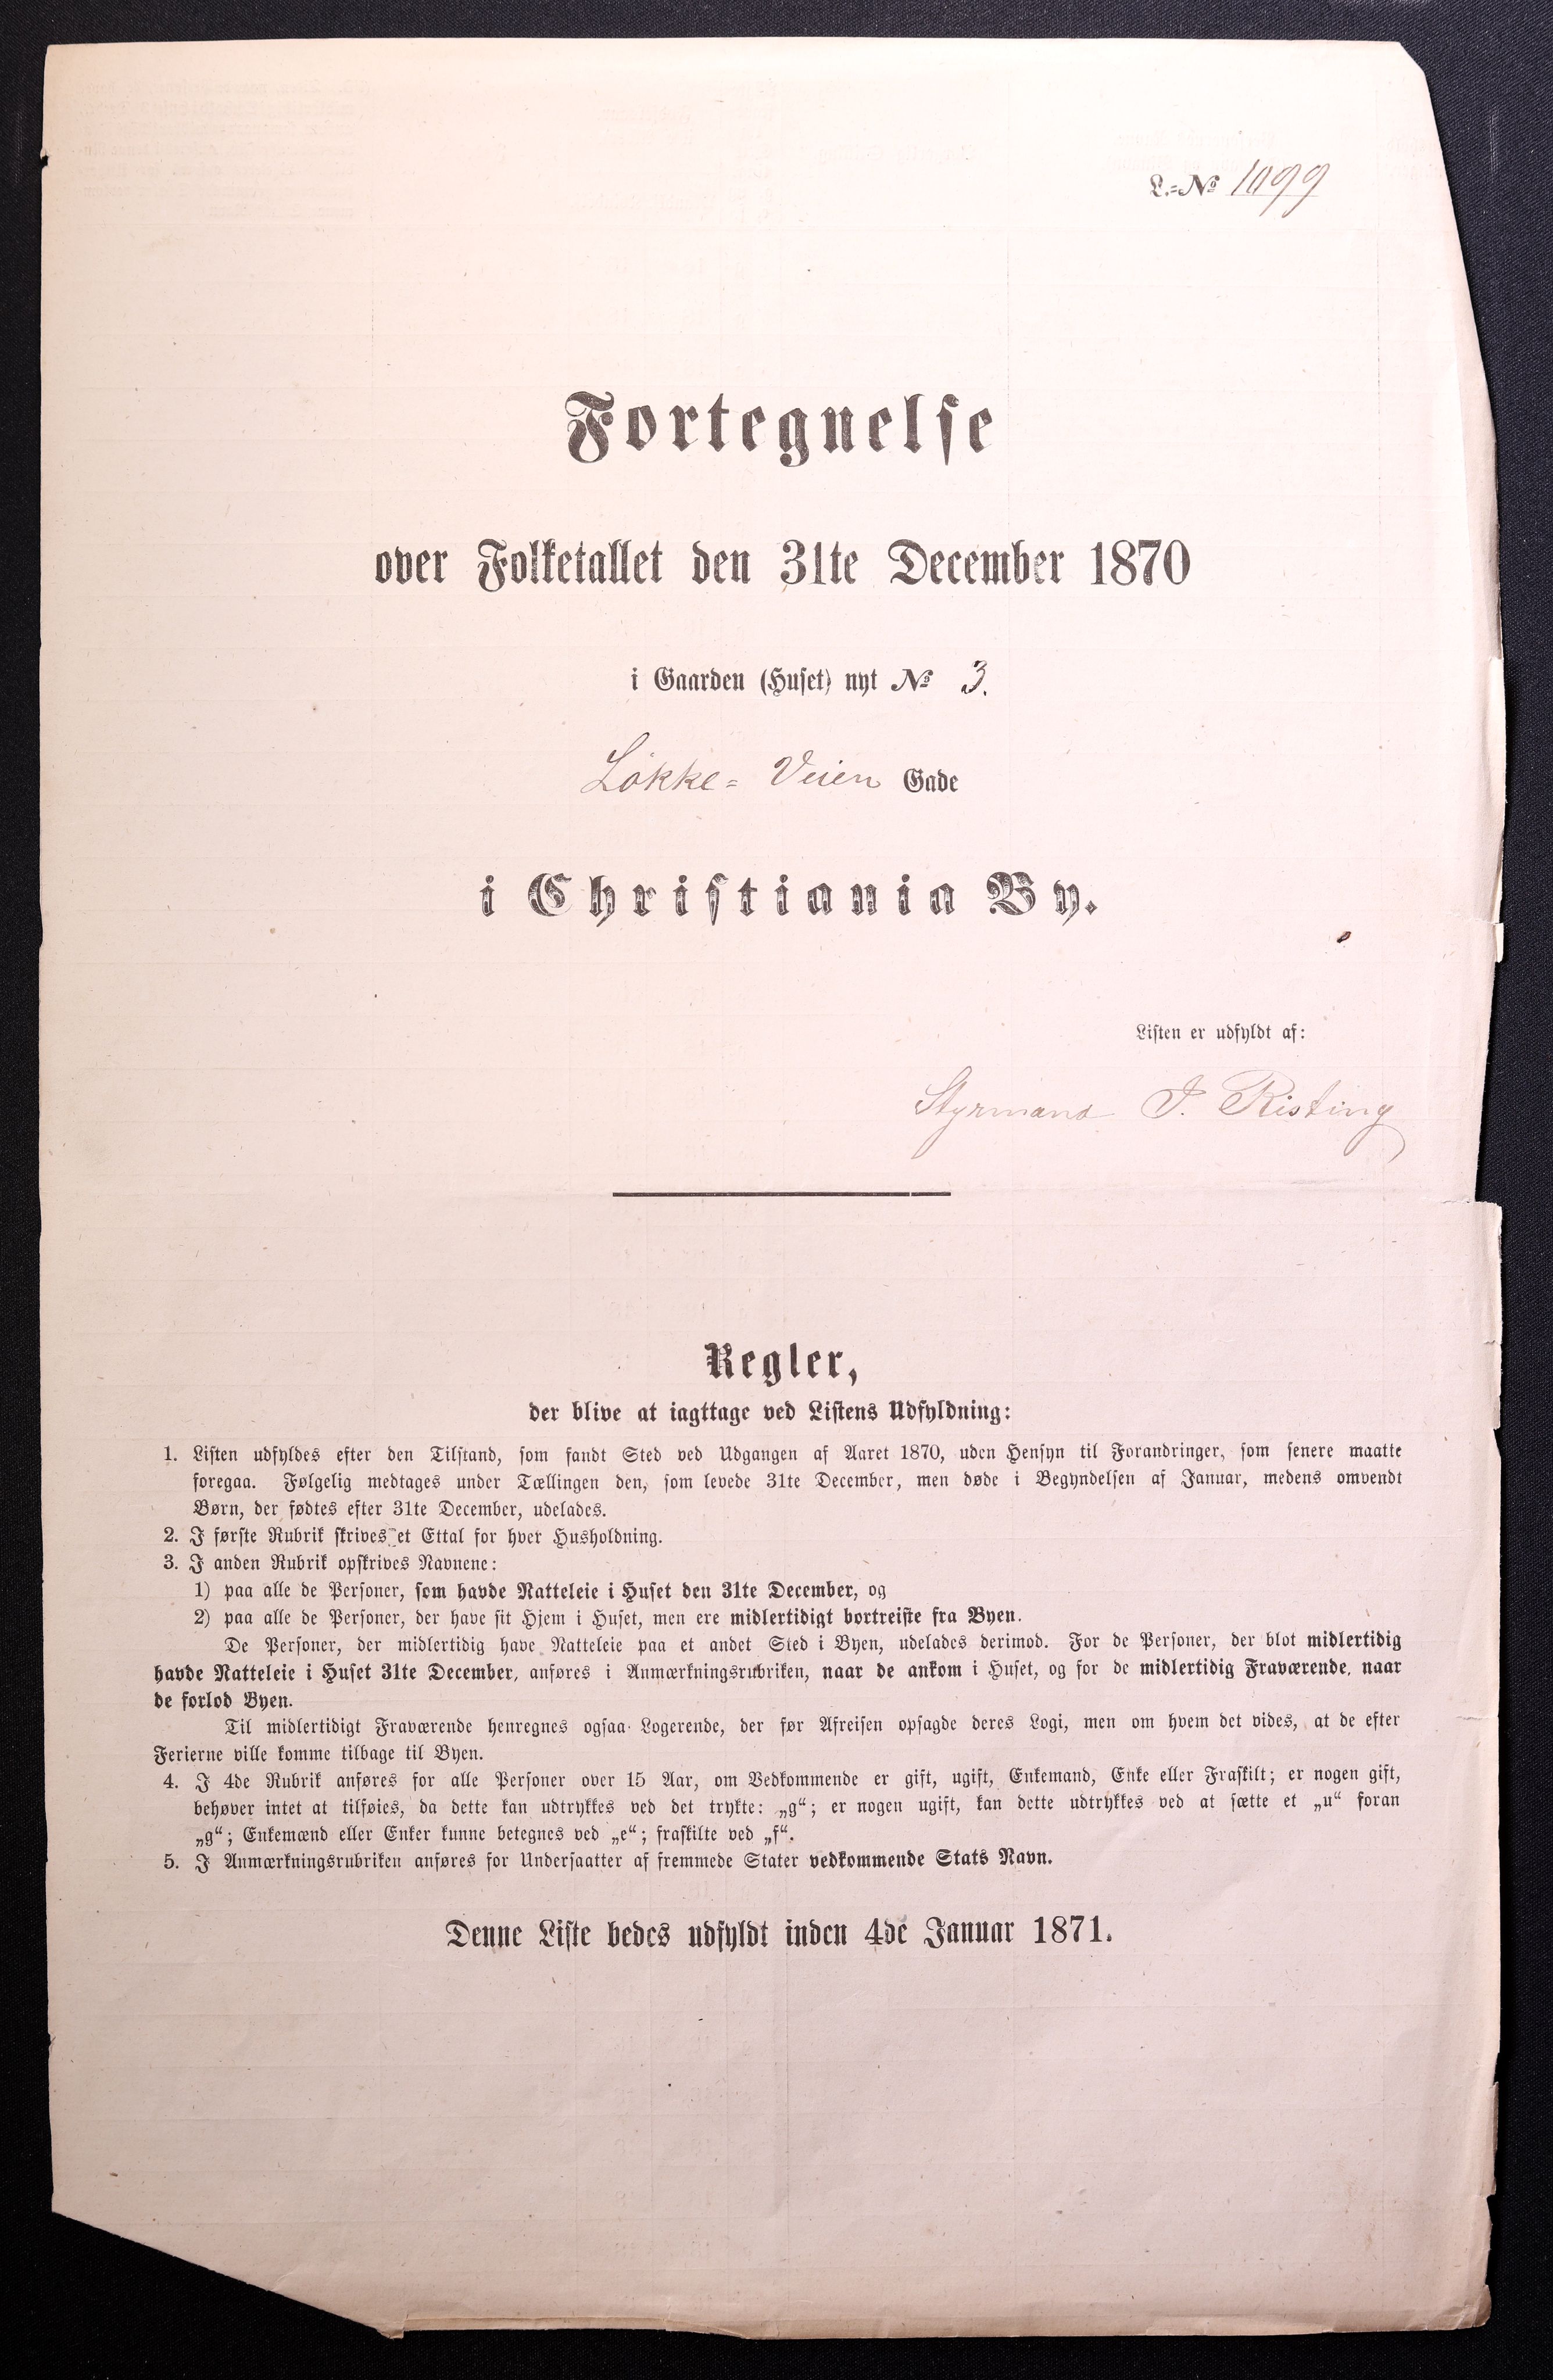 L.=№ 1099
Fortegnelse
over Folketallet den 31te December 1870
i Gaarden (Huset) nyt № 3.
Løkke= Veien Gade
i Christiania By.
Listen er udfyldt af:
Styrmand J. Risting
Regler,
der blive at iagttage ved Listens Udfyldning:
1. Listen udfyldes efter den Tilstand, som fandt Sted ved Udgangen af Aaret 1870, uden Hensyn til Forandringer, som senere maatte
foregaa. Følgelig medtages under Tællingen den, som levede 31te December, men døde i Begyndelsen af Januar, medens omvendt
Børn, der fødtes efter 31te December, udelades.
2. I første Rubrik skrives et Ettal for hver Husholdning.
3. I anden Rubrik opskrives Navnene:
1) paa alle de Personer, som havde Natteleie i Huset den 31te December, og
2) paa alle de Personer, der have sit Hjem i Huset, men ere midlertidigt bortreiste fra Byen.
De Personer, der midlertidig have Natteleie paa et andet Sted i Byen, udelades derimod. For de Personer, der blot midlertidig
havde Natteleie i Huset 31te December, anføres i Anmærkningsrubriken, naar de ankom i Huset, og for de midlertidig Fraværende, naar
de forlod Byen.
Til midlertidigt Fraværende henregnes ogsaa Logerende, der før Afreisen opsagde deres Logi, men om hvem det vides, at de efter
Ferierne ville komme tilbage til Byen.
4. I 4de Rubrik anføres for alle Personer over 15 Aar, om Vedkommende er gift, ugift, Enkemand, Enke eller Fraskilt; er nogen gift,
behøver intet at tilføies, da dette kan udtrykkes ved det trykte: „g“; er nogen ugift, kan dette udtrykkes ved at sætte et „u“ foran
„g“; Enkemænd eller Enker kunne betegnes ved „e“; fraskilte ved „f“.
5. I Anmærkningsrubriken anføres for Undersaatter af fremmede Stater vedkommende Stats Navn.
Denne Liste bedes udfyldt inden 4de Januar 1871.